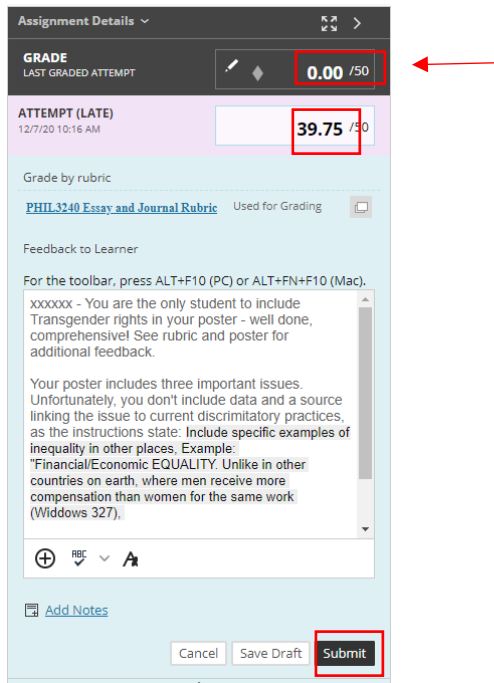 Assignment Details
GRADE
LAST GRADED ATTEMPT
0.00 /50
ATTEMPT (LATE)
12/7/20 10:16 AM
39.75 /50
Grade by rubric
PHIL3240 Essay and Journal Rubric Used for Grading
Feedback to Learner
For the toolbar, press ALT+F10 (PC) or ALT+FN+F10 (Mac).
xxxxxx - You are the only student to include
Transgender rights in your poster - well done,
comprehensive! See rubric and poster for
additional feedback.
Your poster includes three important issues.
Unfortunately, you don't include data and a source
linking the issue to current discrimitatory practices,
as the instructions state: Include specific examples of
inequality in other places, Example:
"Financial/Economic EQUALITY. Unlike in other
countries on earth, where men receive more
compensation than women for the same work
(Widdows 327),
ABC
Add Notes
Cancel Save Draft Submit